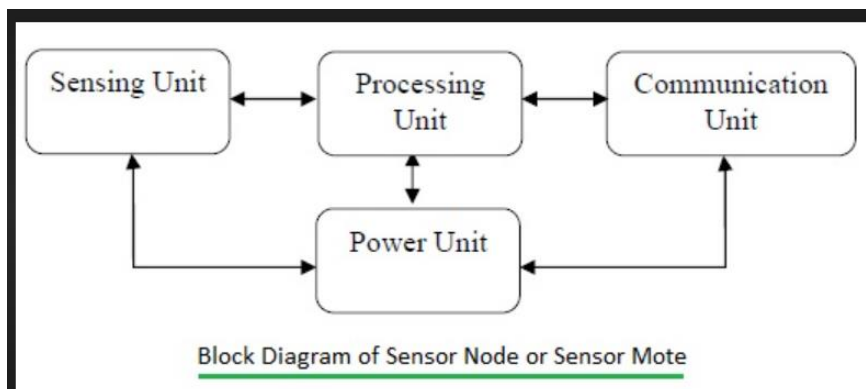 Sensing Unit
Processing
Unit
Communication
Unit
Power Unit
Block Diagram of Sensor Node or Sensor Mote